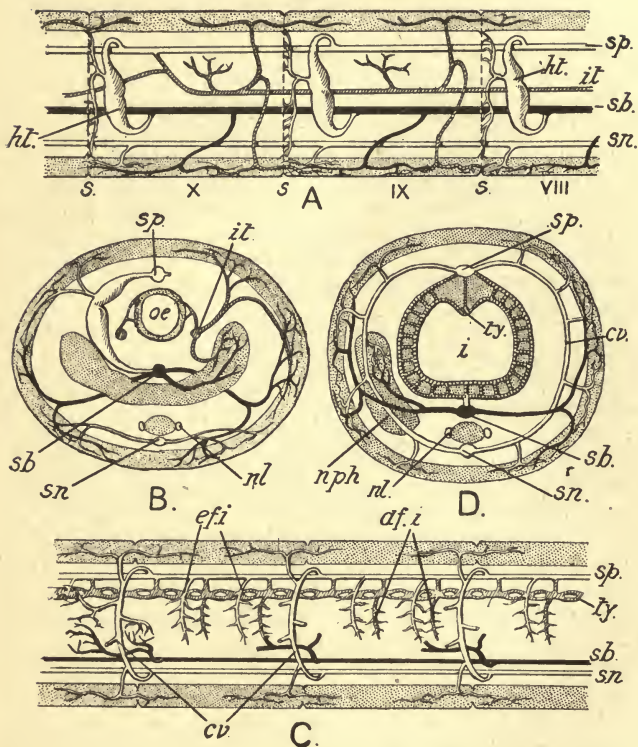 sp.
ht.
it
sb.
sn.
ht.
S. X S IX S. VIII
A
sp.
it.
oe
sb
sn
nl
B.
sp.
ty.
cv.
i
nph
nl.
sb.
sn.
D.
ef.i
af.i
sp.
ty.
sb.
sn
cv.
C.